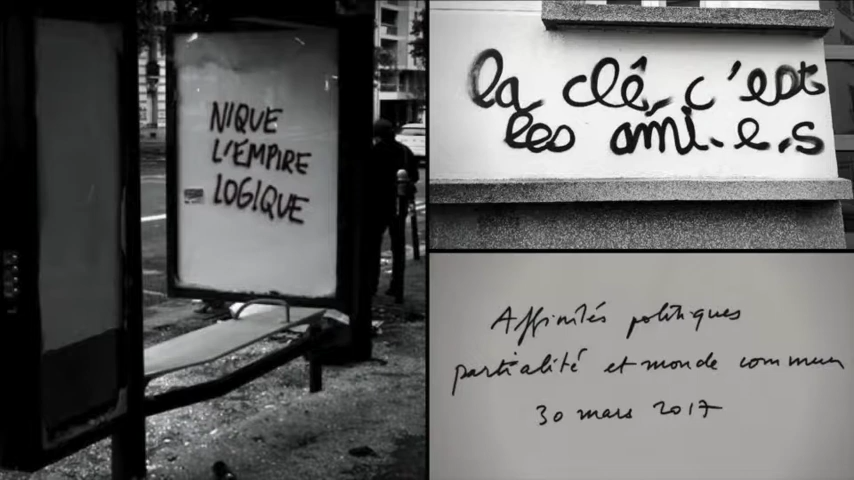 NIQUE
L'EMPIRE
LOGIQUE
la clé, c'est
les ami.e.s
Affinités politiques
partialité et monde commun
30 mars 2017